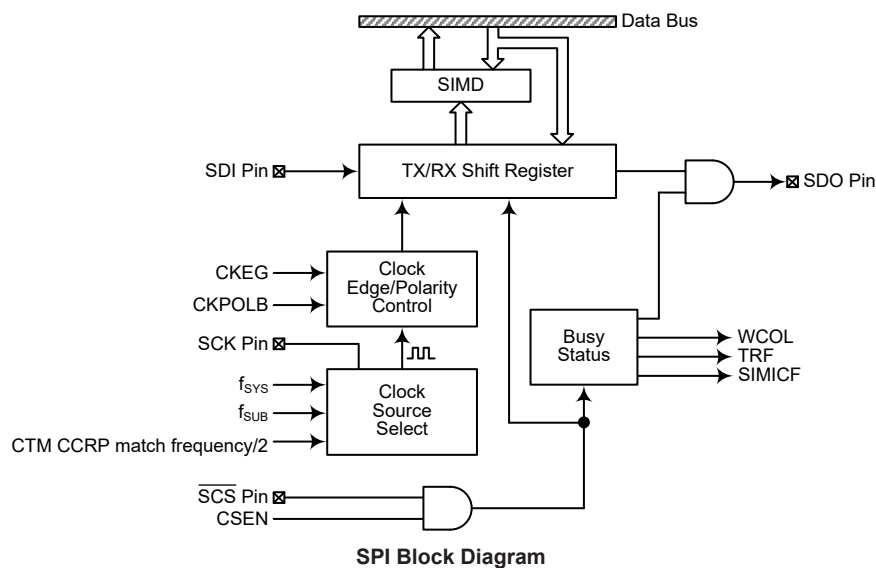 Data Bus
SIMD
SDI Pin
TX/RX Shift Register
SDO Pin
CKEG
CKPOLB
Clock
Edge/Polarity
Control
SCK Pin
Busy
Status
WCOL
TRF
SIMICF
fSYS
fSUB
CTM CCRP match frequency/2
Clock
Source
Select
SCS Pin
CSEN
SPI Block Diagram